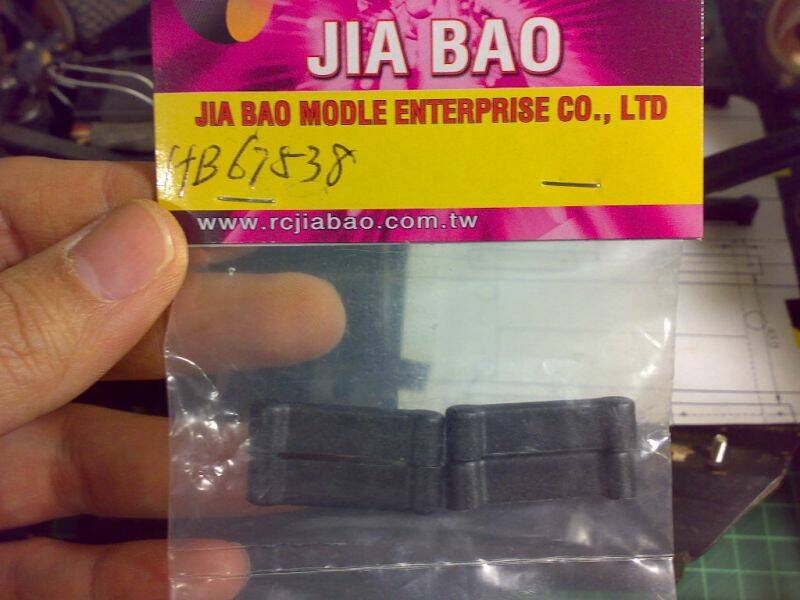 JIA BAO
JIA BAO MODLE ENTERPRISE CO., LTD
HB67838
www.rcjiabao.com.tw